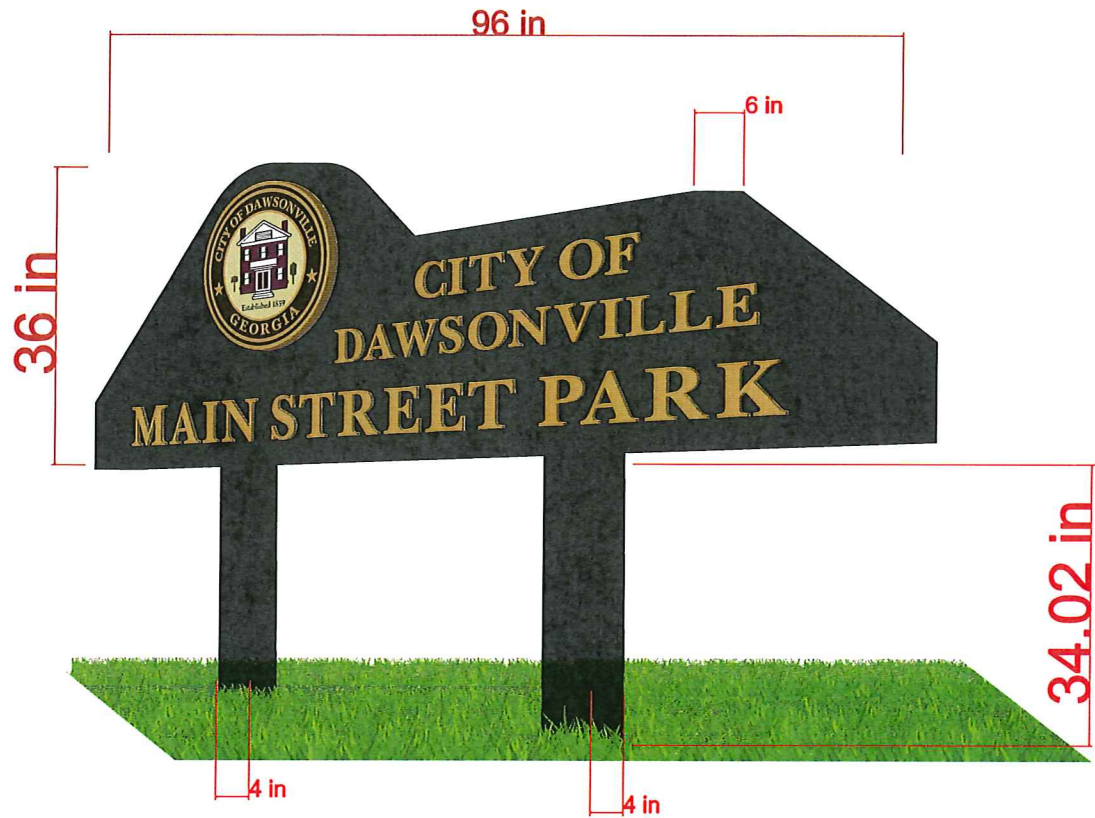 96 in
6 in
36 in
CITY OF DAWSONVILLE
Established 1859
GEORGIA
CITY OF
DAWSONVILLE
MAIN STREET PARK
34.02 in
4 in
4 in